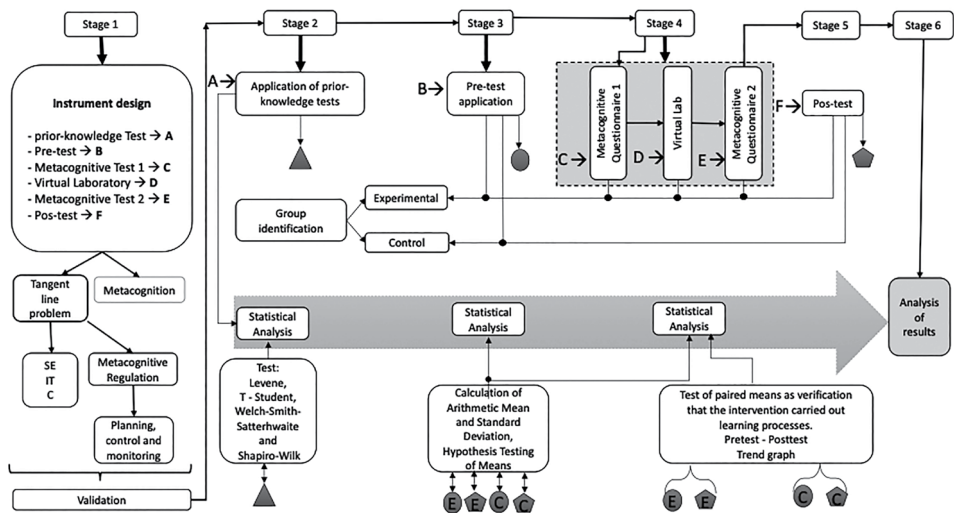 Stage 1
Stage 2
Stage 3
Stage 4
Stage 5
Stage 6
Instrument design
- prior-knowledge Test → A
- Pre-test → B
- Metacognitive Test 1 → C
- Virtual Laboratory → D
- Metacognitive Test 2 → E
- Pos-test → F
A
Application of prior-
knowledge tests
B
Pre-test
application
C
Metacognitive
Questionnaire 1
D
Virtual Lab
E
Metacognitive
Questionnaire 2
F
Pos-test
Group
identification
Experimental
Control
Tangent
line
problem
Metacognition
SE
IT
C
Metacognitive
Regulation
Planning,
control and
monitoring
Validation
Statistical
Analysis
Statistical
Analysis
Statistical
Analysis
Analysis
of
results
Test:
Levene,
T - Student,
Welch-Smith-
Satterhwaite
and
Shapiro-Wilk
Calculation of
Arithmetic Mean
and Standard
Deviation,
Hypothesis Testing
of Means
E E C C
Test of paired means as verification
that the intervention carried out
learning processes.
Pretest - Posttest
Trend graph
E E
C C